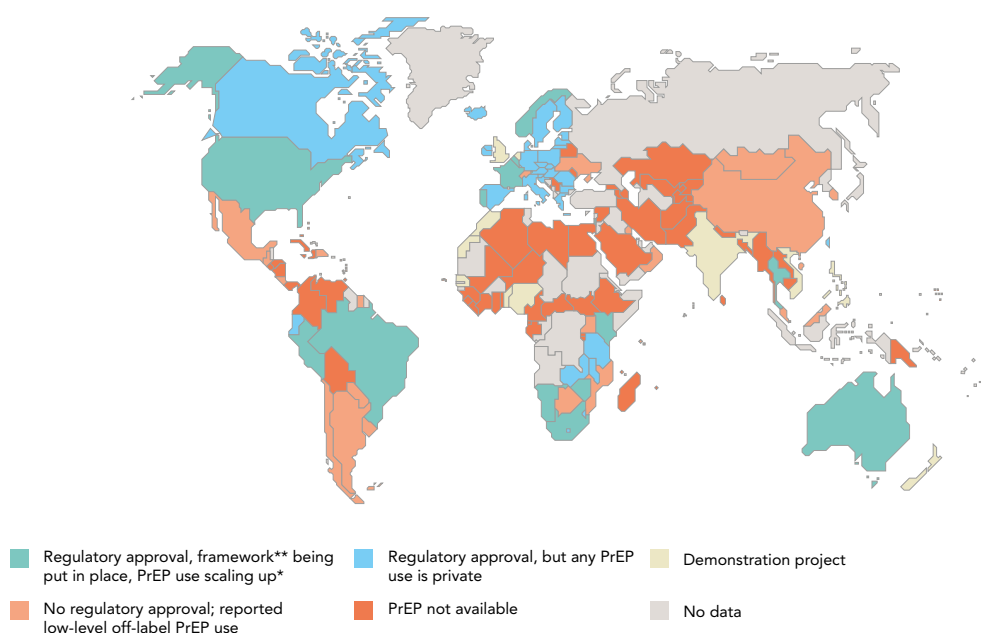 Regulatory approval, framework** being
put in place, PrEP use scaling up*
Regulatory approval, but any PrEP
use is private
Demonstration project
No regulatory approval; reported
low-level off-label PrEP use
PrEP not available
No data